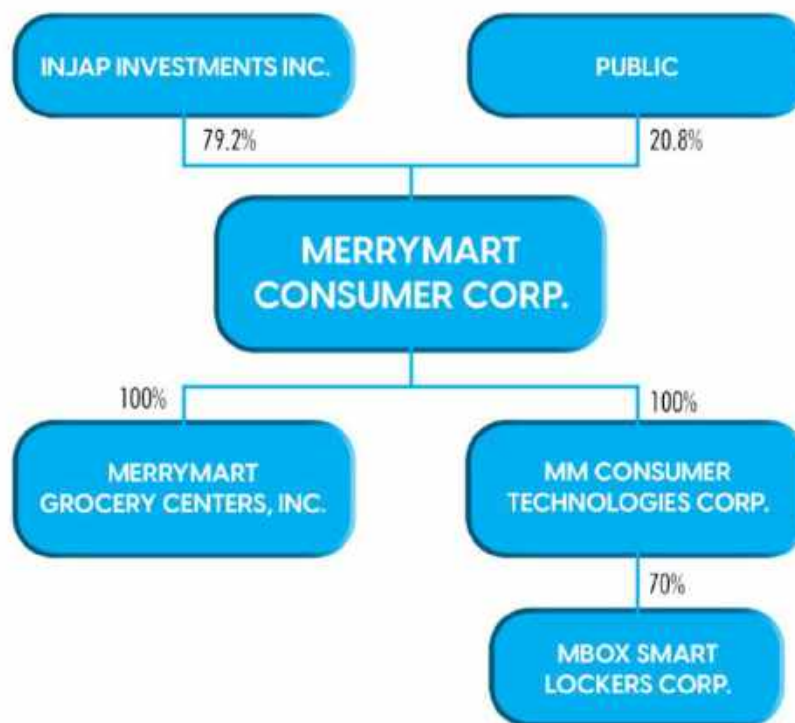 INJAP INVESTMENTS INC.
PUBLIC
79.2%
20.8%
MERRYMART
CONSUMER CORP.
100%
100%
MERRYMART
GROCERY CENTERS, INC.
MM CONSUMER
TECHNOLOGIES CORP.
70%
MBOX SMART
LOCKERS CORP.